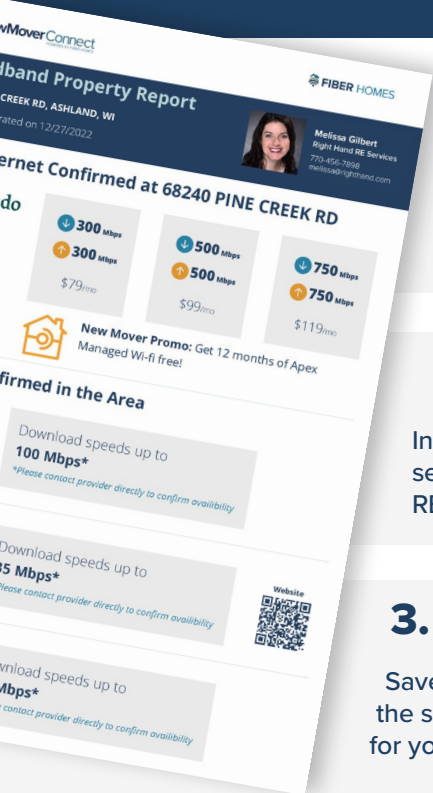 wMoverConnect
FIBER HOMES
dband Property Report
CREEK RD, ASHLAND, WI
rated on 12/27/2022
Melissa Gilbert
Right Hand RE Services
770-456-7898
melissa@righthand.com
ernet Confirmed at 68240 PINE CREEK RD
do
300 Mbps
300 Mbps
$79/mo
500 Mbps
500 Mbps
$99/mo
750 Mbps
750 Mbps
$119/mo
New Mover Promo: Get 12 months of Apex
Managed Wi-fi free!
firmed in the Area
Download speeds up to
100 Mbps*
*Please contact provider directly to confirm availibility
Download speeds up to
5 Mbps*
Please contact provider directly to confirm availibility
Website
wnload speeds up to
Mbps*
contact provider directly to confirm availibility
In
se
RE
3.
Save
the s
for yo